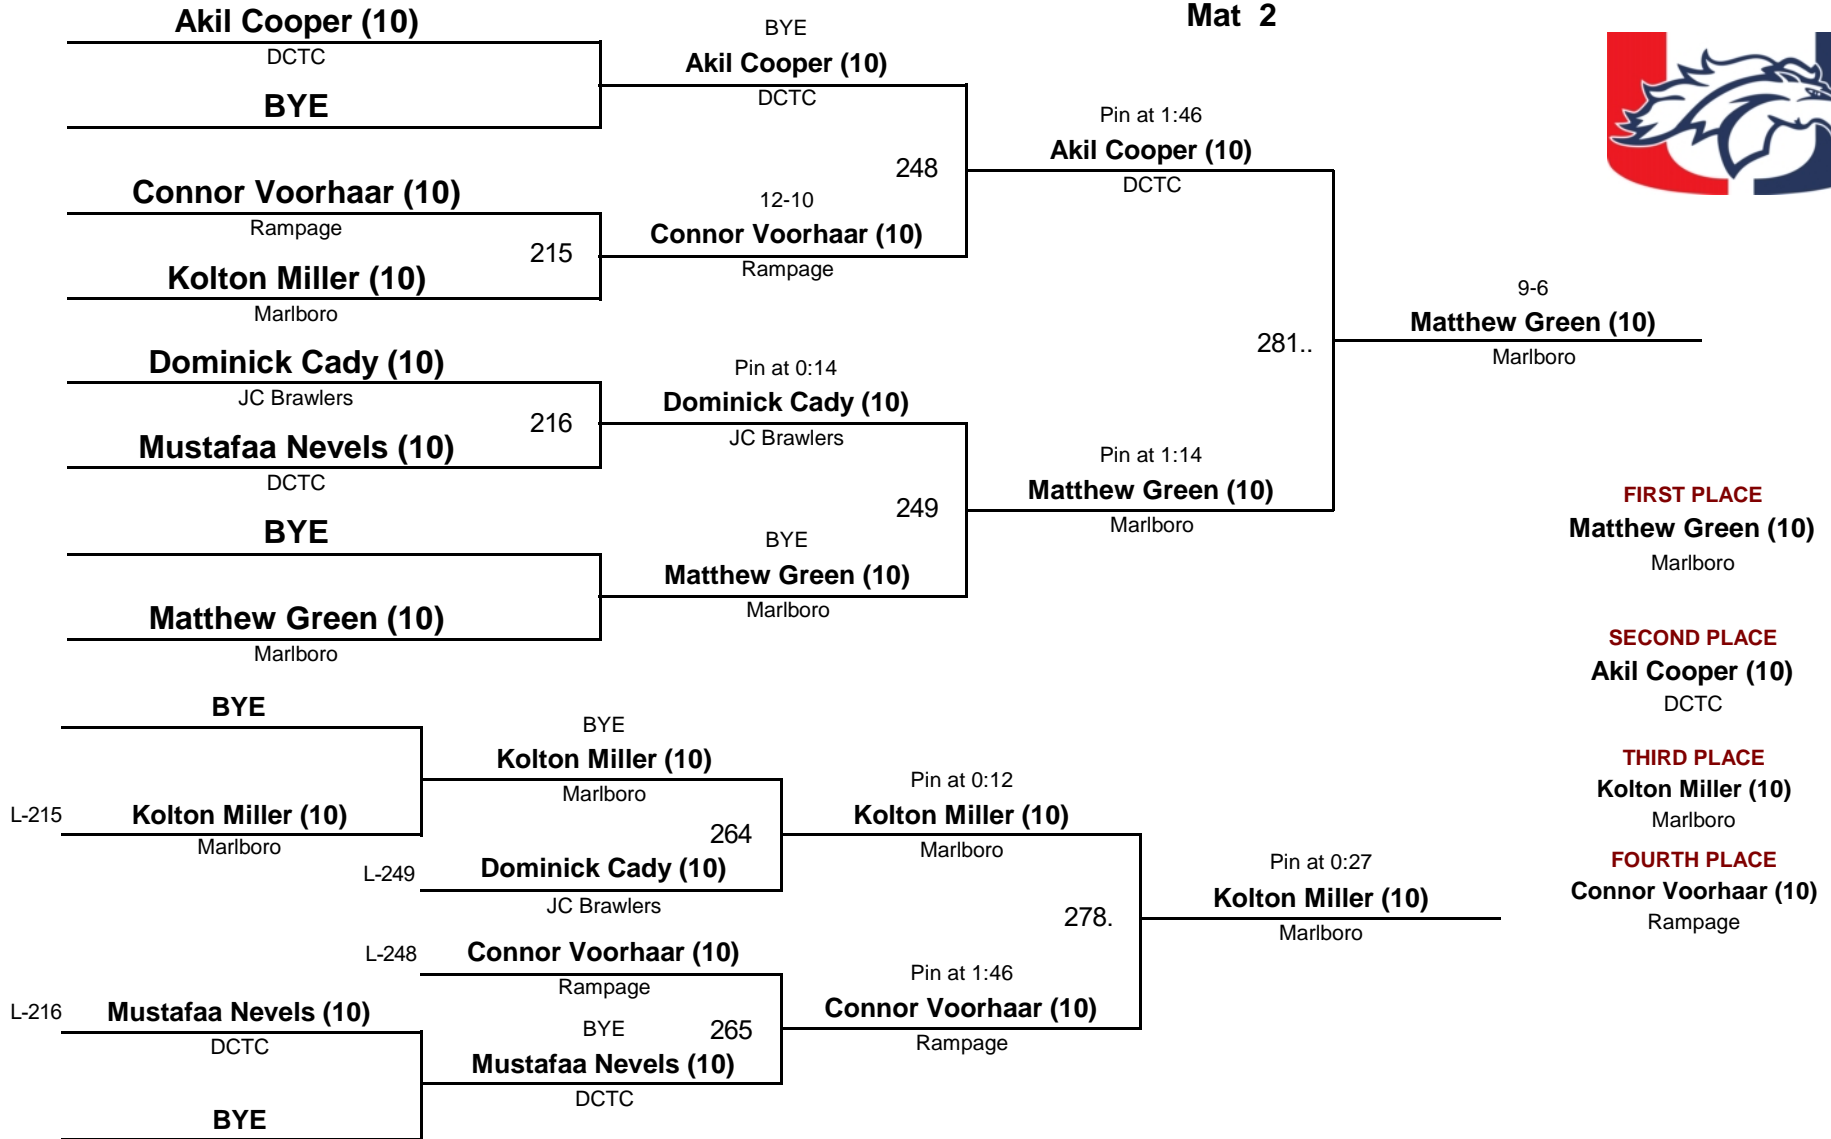 Mat 2
Akil Cooper (10)
DCTC
BYE
Connor Voorhaar (10)
Rampage
215
Kolton Miller (10)
Marlboro
Dominick Cady (10)
JC Brawlers
216
Mustafaa Nevels (10)
DCTC
BYE
Matthew Green (10)
Marlboro
BYE
Akil Cooper (10)
DCTC
248
12-10
Connor Voorhaar (10)
Rampage
Pin at 0:14
Dominick Cady (10)
JC Brawlers
249
BYE
Matthew Green (10)
Marlboro
Pin at 1:46
Akil Cooper (10)
DCTC
281..
Pin at 1:14
Matthew Green (10)
Marlboro
9-6
Matthew Green (10)
Marlboro
FIRST PLACE
Matthew Green (10)
Marlboro
SECOND PLACE
Akil Cooper (10)
DCTC
THIRD PLACE
Kolton Miller (10)
Marlboro
FOURTH PLACE
Connor Voorhaar (10)
Rampage
BYE
L-215
Kolton Miller (10)
Marlboro
L-216
Mustafaa Nevels (10)
DCTC
BYE
BYE
Kolton Miller (10)
Marlboro
264
L-249
Dominick Cady (10)
JC Brawlers
L-248
Connor Voorhaar (10)
Rampage
BYE
265
Mustafaa Nevels (10)
DCTC
Pin at 0:12
Kolton Miller (10)
Marlboro
278.
Pin at 1:46
Connor Voorhaar (10)
Rampage
Pin at 0:27
Kolton Miller (10)
Marlboro